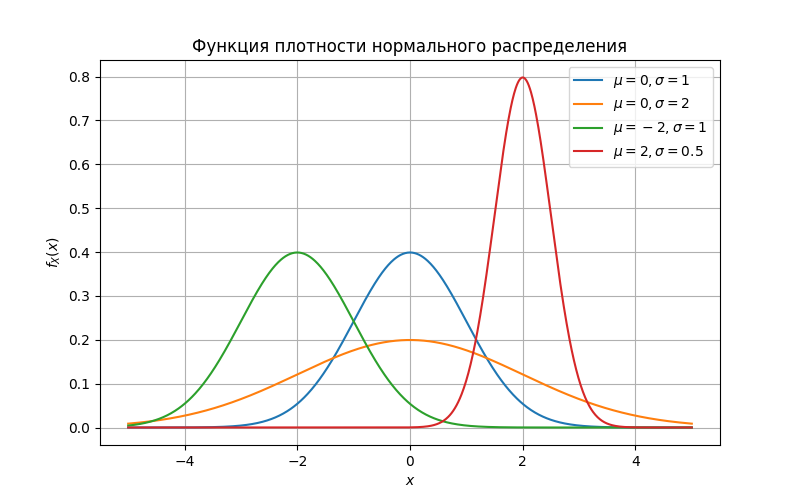 Функция плотности нормального распределения
0.8
0.7
0.6
0.5
0.4
0.3
0.2
0.1
0.0
f_X(x)
μ = 0, σ = 1
μ = 0, σ = 2
μ = − 2, σ = 1
μ = 2, σ = 0.5
−4 −2 0 2 4
x